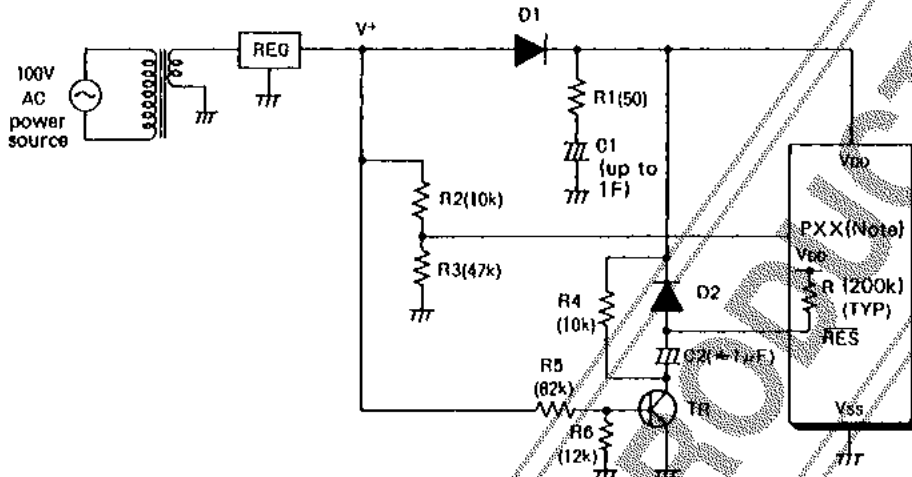 100V
AC
power
source
REG
V+
D1
R1(50)
C1
(up to
1F)
R2(10k)
R3(47k)
R4
(10k)
D2
C2(≈1μF)
R5
(82k)
R6
(12k)
TR
VDD
PXX(Note)
VDD
R (200k)
(TYP)
RES
VSS